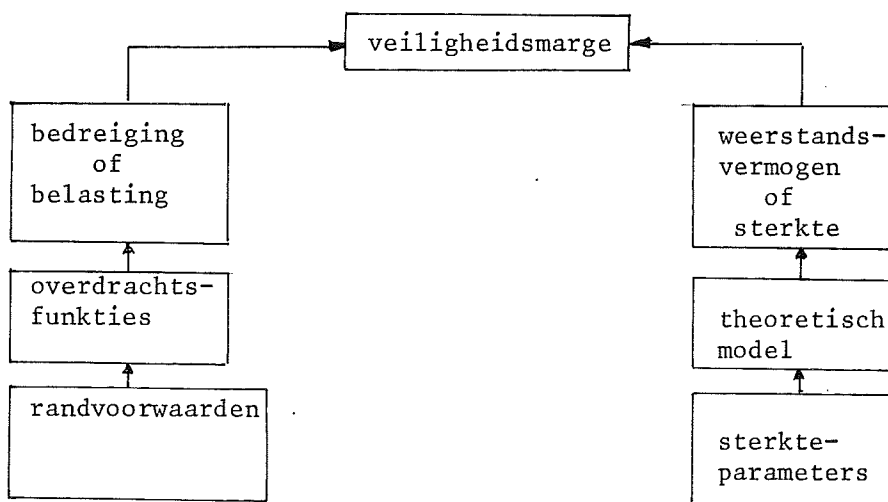 veiligheidsmarge
bedreiging
of
belasting
overdrachts-
funkties
randvoorwaarden
weerstands-
vermogen
of
sterkte
theoretisch
model
sterkte-
parameters